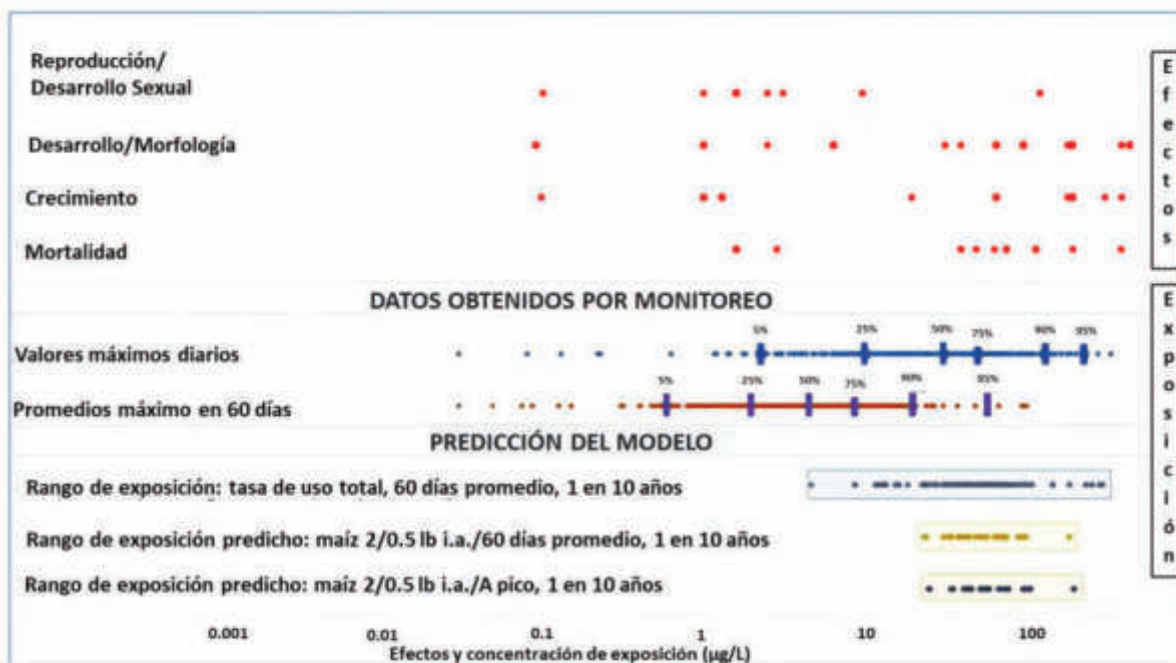 Reproducción/
Desarrollo Sexual
Desarrollo/Morfología
Crecimiento
Mortalidad
Efectos
DATOS OBTENIDOS POR MONITOREO
5% 25% 50% 75% 90% 95%
Valores máximos diarios
5% 25% 50% 75% 90% 95%
Promedios máximo en 60 días
PREDICCIÓN DEL MODELO
Rango de exposición: tasa de uso total, 60 días promedio, 1 en 10 años
Rango de exposición predicho: maíz 2/0.5 lb i.a./60 días promedio, 1 en 10 años
Rango de exposición predicho: maíz 2/0.5 lb i.a./A pico, 1 en 10 años
Exposición
0.001 0.01 0.1 1 10 100
Efectos y concentración de exposición (µg/L)